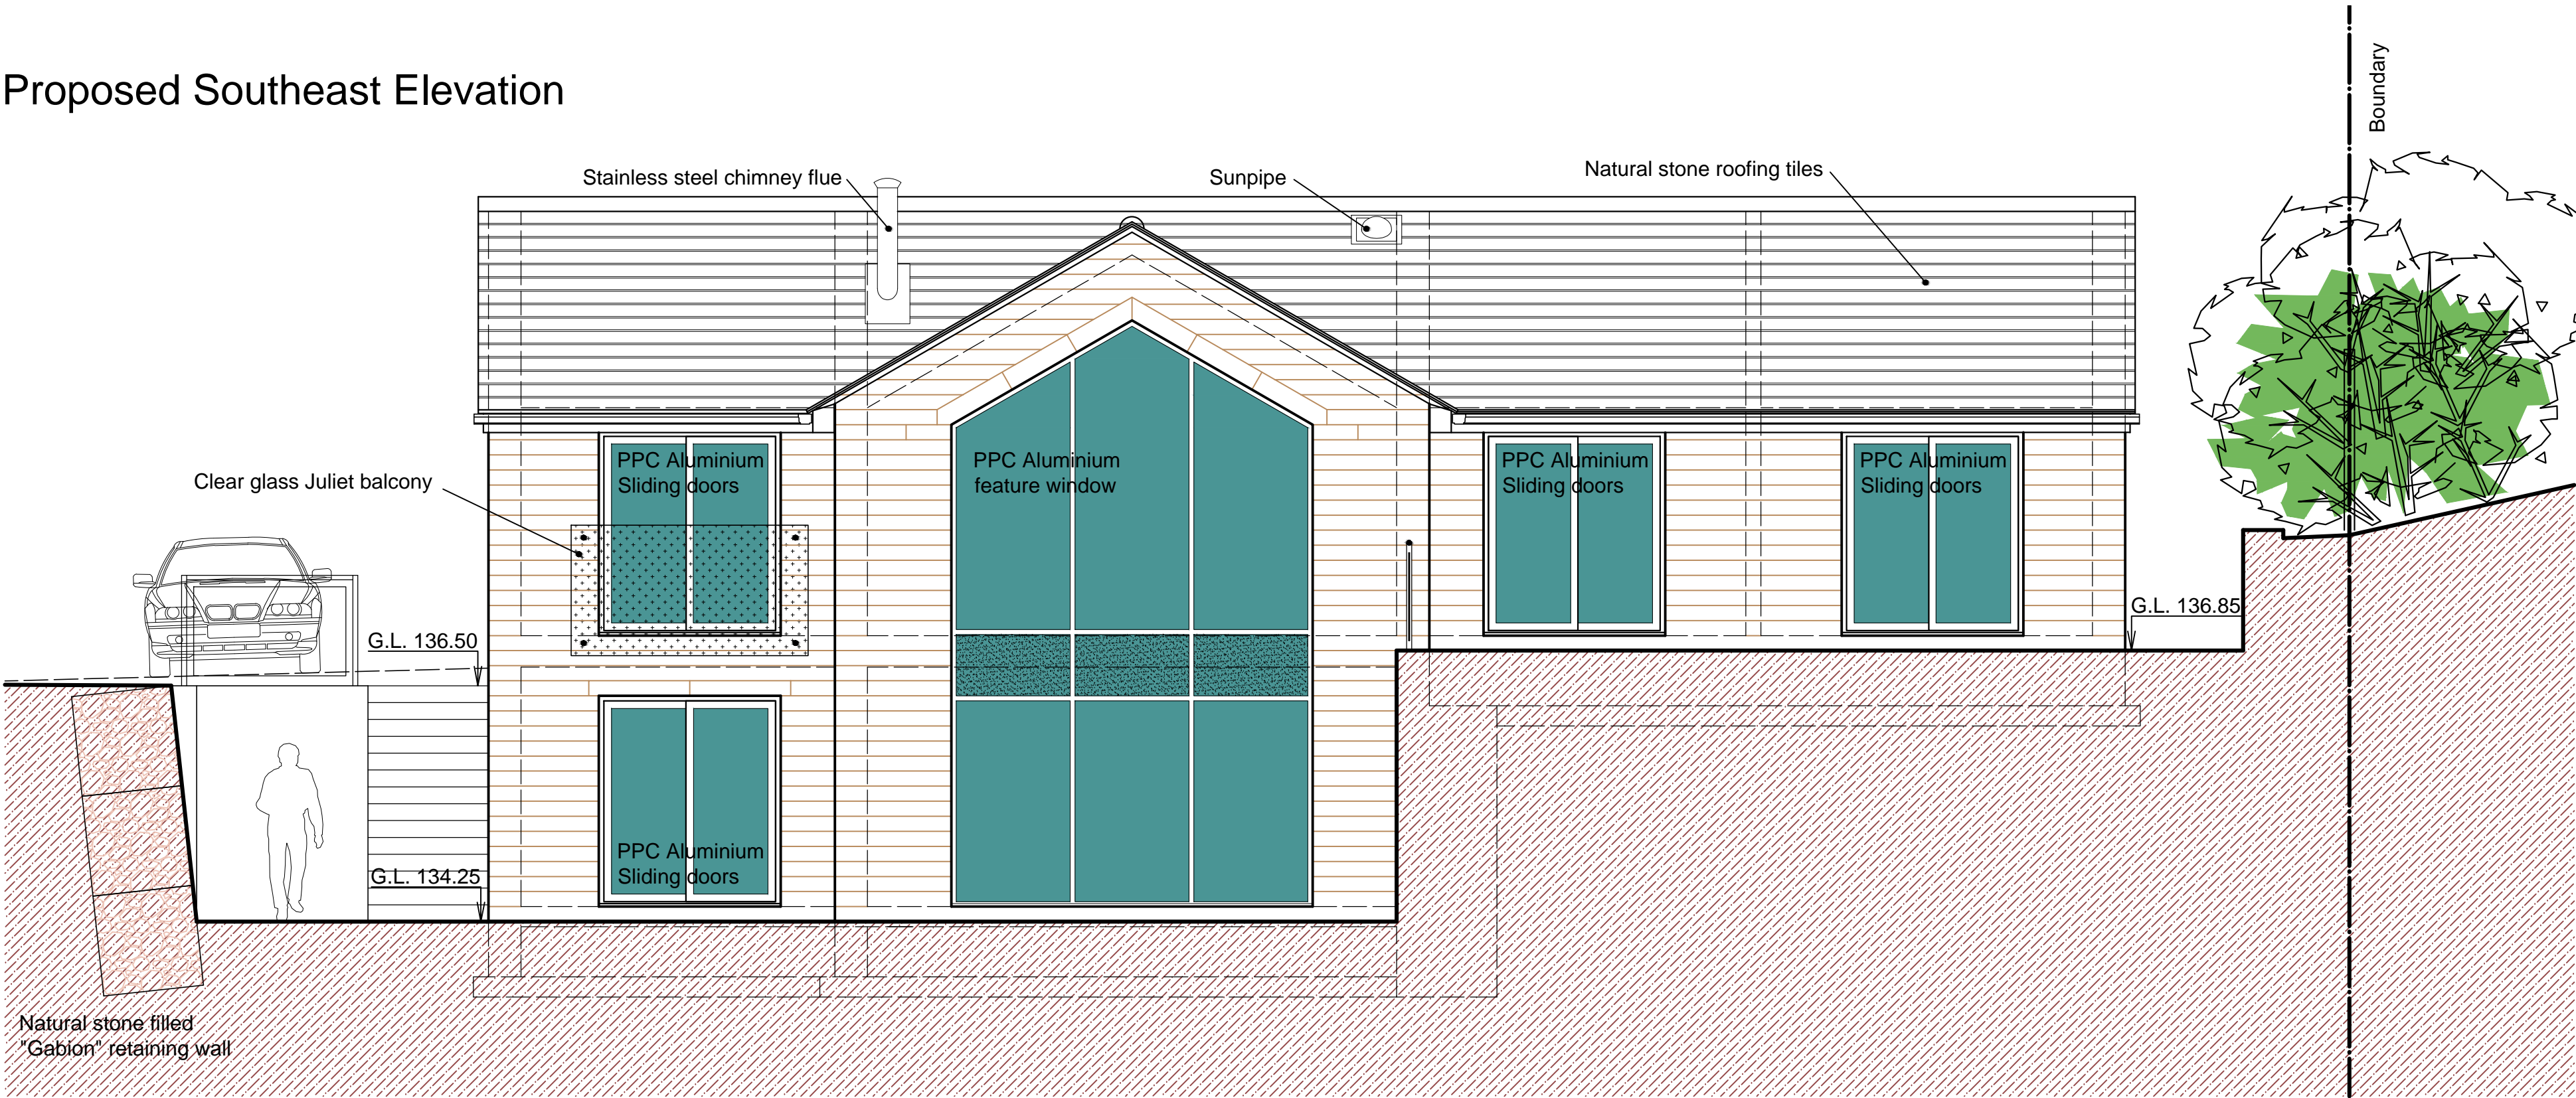 Proposed Southeast Elevation
Boundary
Stainless steel chimney flue
Sunpipe
Natural stone roofing tiles
Clear glass Juliet balcony
PPC Aluminium
Sliding doors
PPC Aluminium
feature window
PPC Aluminium
Sliding doors
PPC Aluminium
Sliding doors
G.L. 136.50
G.L. 136.85
PPC Aluminium
Sliding doors
G.L. 134.25
Natural stone filled
"Gabion" retaining wall